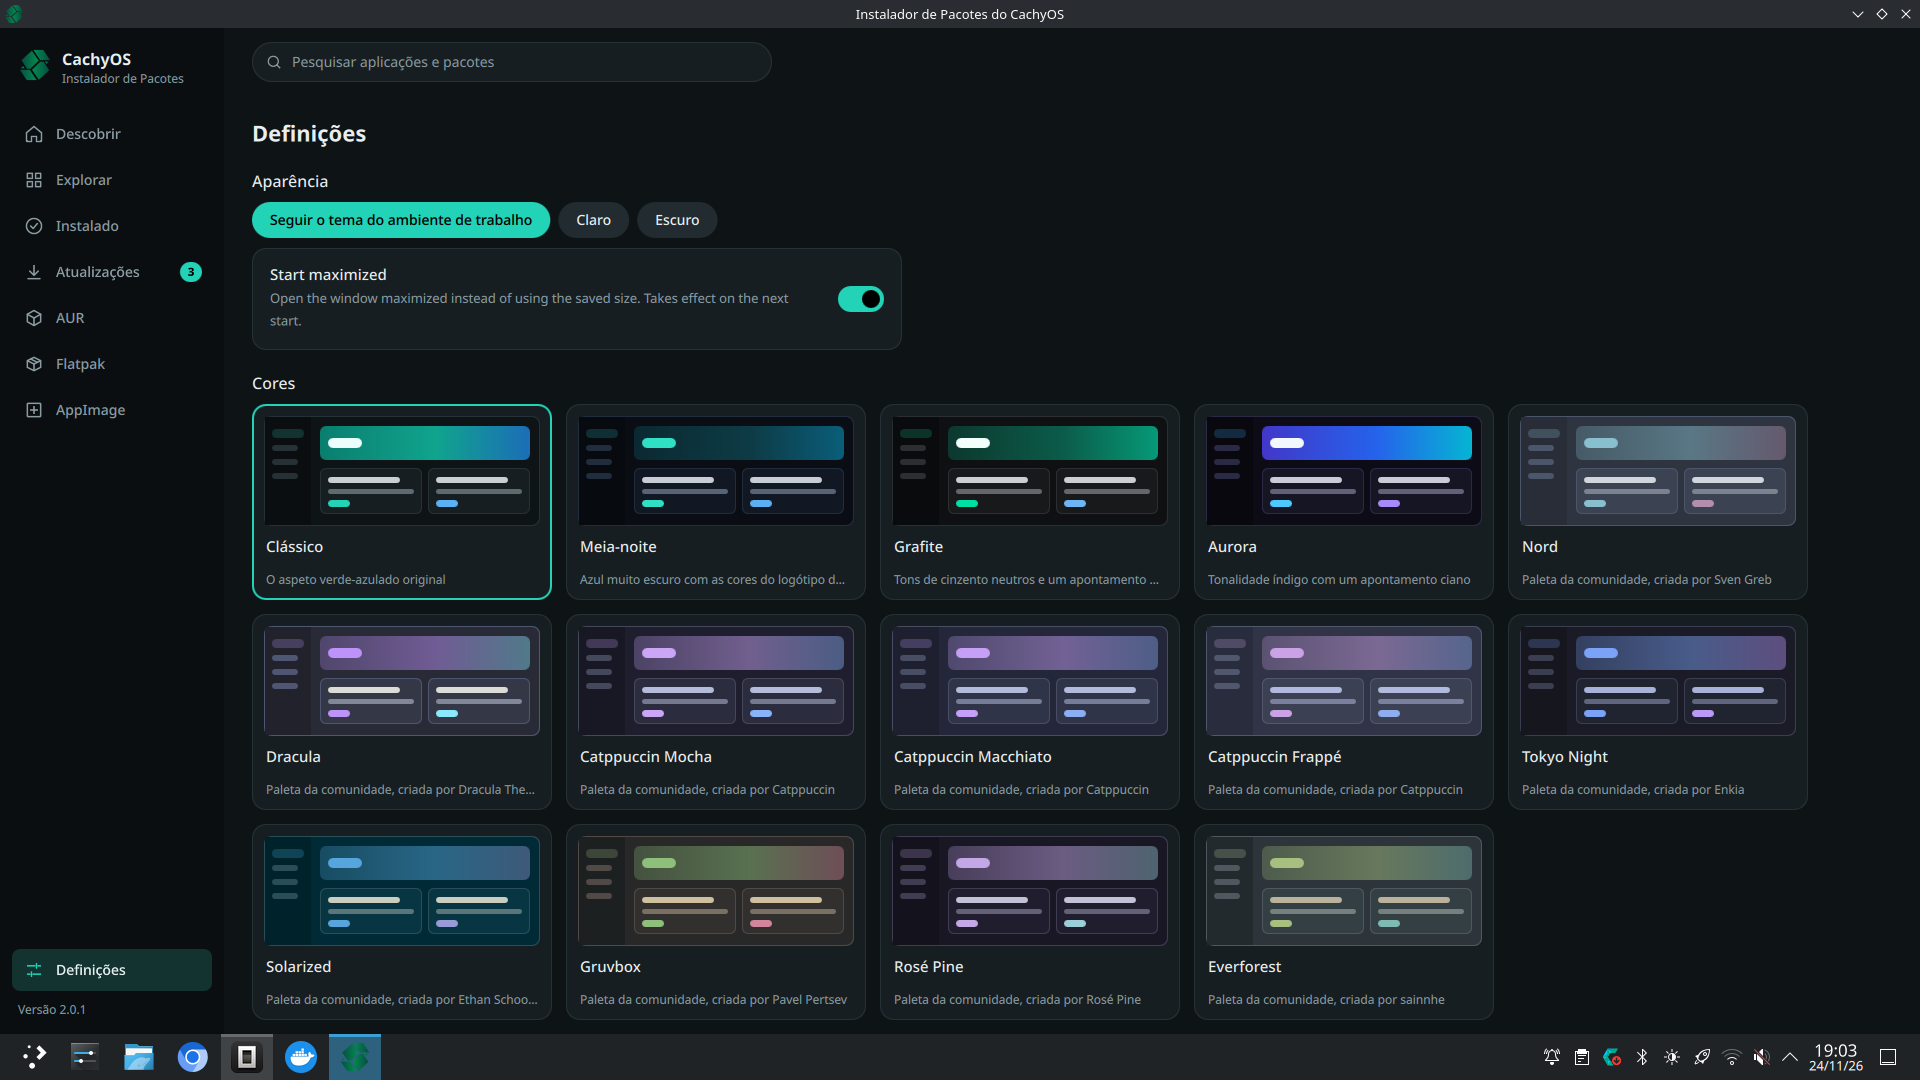 Instalador de Pacotes do CachyOS
CachyOS
Instalador de Pacotes
Pesquisar aplicações e pacotes
Descobrir
Explorar
Instalado
Atualizações
3
AUR
Flatpak
AppImage
Definições
Versão 2.0.1
Definições
Aparência
Seguir o tema do ambiente de trabalho
Claro
Escuro
Start maximized
Open the window maximized instead of using the saved size. Takes effect on the next
start.
Cores
Clássico
O aspeto verde-azulado original
Meia-noite
Azul muito escuro com as cores do logótipo d...
Grafite
Tons de cinzento neutros e um apontamento ...
Aurora
Tonalidade índigo com um apontamento ciano
Nord
Paleta da comunidade, criada por Sven Greb
Dracula
Paleta da comunidade, criada por Dracula The...
Catppuccin Mocha
Paleta da comunidade, criada por Catppuccin
Catppuccin Macchiato
Paleta da comunidade, criada por Catppuccin
Catppuccin Frappé
Paleta da comunidade, criada por Catppuccin
Tokyo Night
Paleta da comunidade, criada por Enkia
Solarized
Paleta da comunidade, criada por Ethan Schoo...
Gruvbox
Paleta da comunidade, criada por Pavel Pertsev
Rosé Pine
Paleta da comunidade, criada por Rosé Pine
Everforest
Paleta da comunidade, criada por sainnhe
19:03
24/11/26